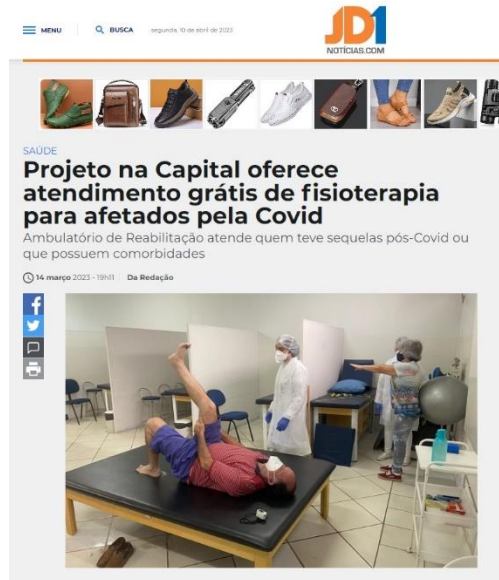 MENU
BUSCA
segunda, 10 de abril de 2023
JD1
NOTÍCIAS.COM
SAÚDE
Projeto na Capital oferece
atendimento grátis de fisioterapia
para afetados pela Covid
Ambulatório de Reabilitação atende quem teve sequelas pós-Covid ou
que possuem comorbidades
14 março 2023 - 19h11 Da Redação